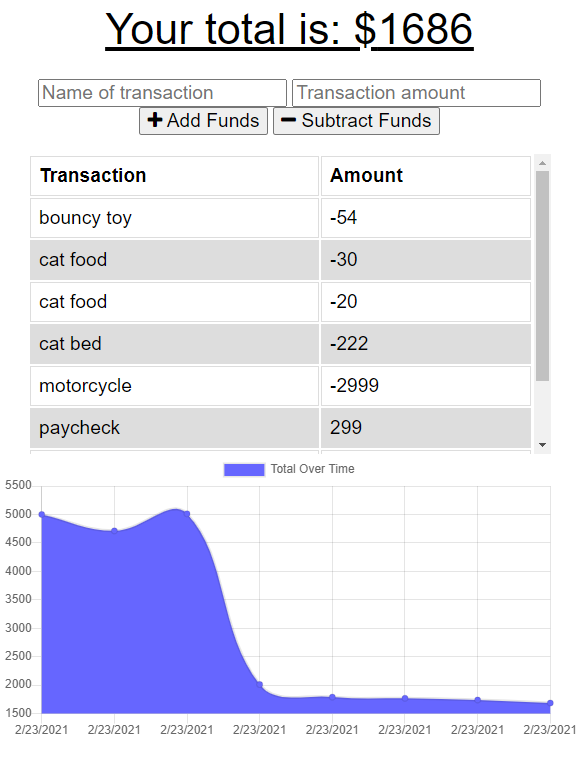 Your total is: $1686
Name of transaction Transaction amount
Add Funds Subtract Funds
Transaction Amount
bouncy toy -54
cat food -30
cat food -20
cat bed -222
motorcycle -2999
paycheck 299
Total Over Time
5500
5000
4500
4000
3500
3000
2500
2000
1500
2/23/2021 2/23/2021 2/23/2021 2/23/2021 2/23/2021 2/23/2021 2/23/2021 2/23/2021